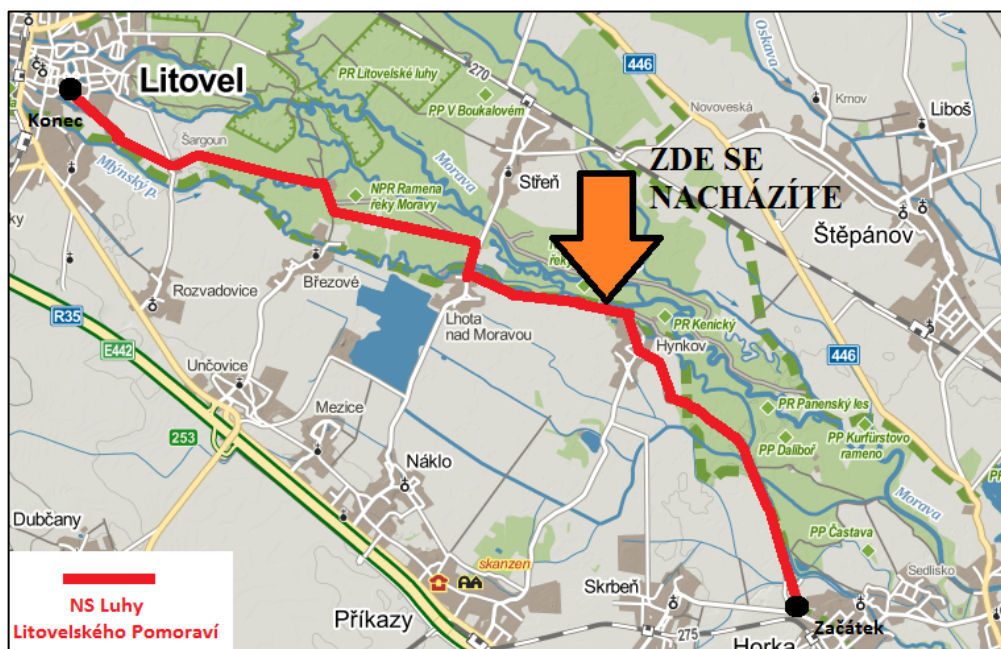 446
Oskava
270
Litovel
PR Litovelské luhy
PP V Boukalovém
Novoveská
Krnov
Liboš
Konec
Šargoun
Morava
Mlýnský p.
NPR Ramena
řeky Moravy
Střeň
ZDE SE
NACHÁZÍTE
Štěpánov
řeky
Březové
Rozvadovice
R35
E442
Lhota
nad Moravou
PR Kenický
Hynkov
446
Unčovice
Mezice
253
PR Panenský les
PP Kurfürstovo
rameno
PP Dalibor
Náklo
Morava
Dubčany
PP Častava
skanzen
Sedlisko
NS Luhy
Litovelského Pomoraví
Skrbeň
Příkazy
275
Začátek
Horka